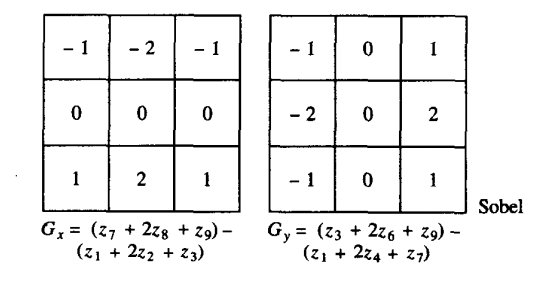 - 1 - 2 - 1
0 0 0
1 2 1
G_x = (z_7 + 2z_8 + z_9) –
(z_1 + 2z_2 + z_3)
- 1 0 1
- 2 0 2
- 1 0 1
G_y = (z_3 + 2z_6 + z_9) –
(z_1 + 2z_4 + z_7)
Sobel